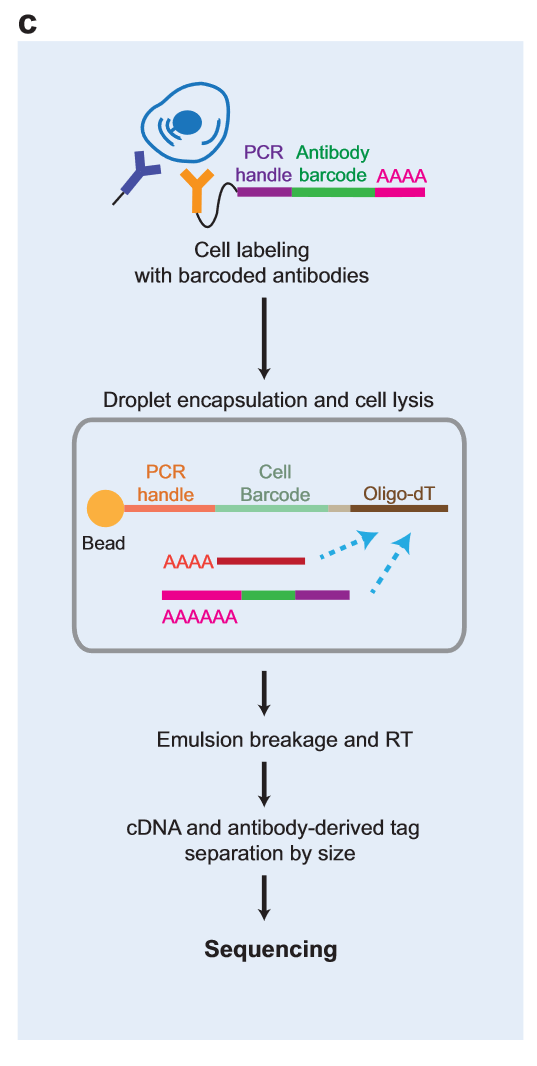 c
PCR Antibody
handle barcode AAAA
Cell labeling
with barcoded antibodies
Droplet encapsulation and cell lysis
PCR
handle
Cell
Barcode
Oligo-dT
Bead
AAAA
AAAAAA
Emulsion breakage and RT
cDNA and antibody-derived tag
separation by size
Sequencing